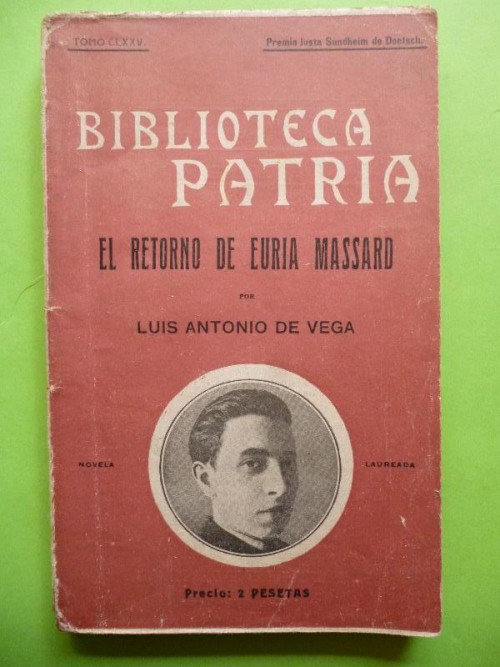 TOMO CLXXV.
Premio Justa Sundheim de Doetsch.
BIBLIOTECA
PATRIA
EL RETORNO DE EURIA MASSARD
POR
LUIS ANTONIO DE VEGA
NOVELA
LAUREADA
Precio: 2 PESETAS